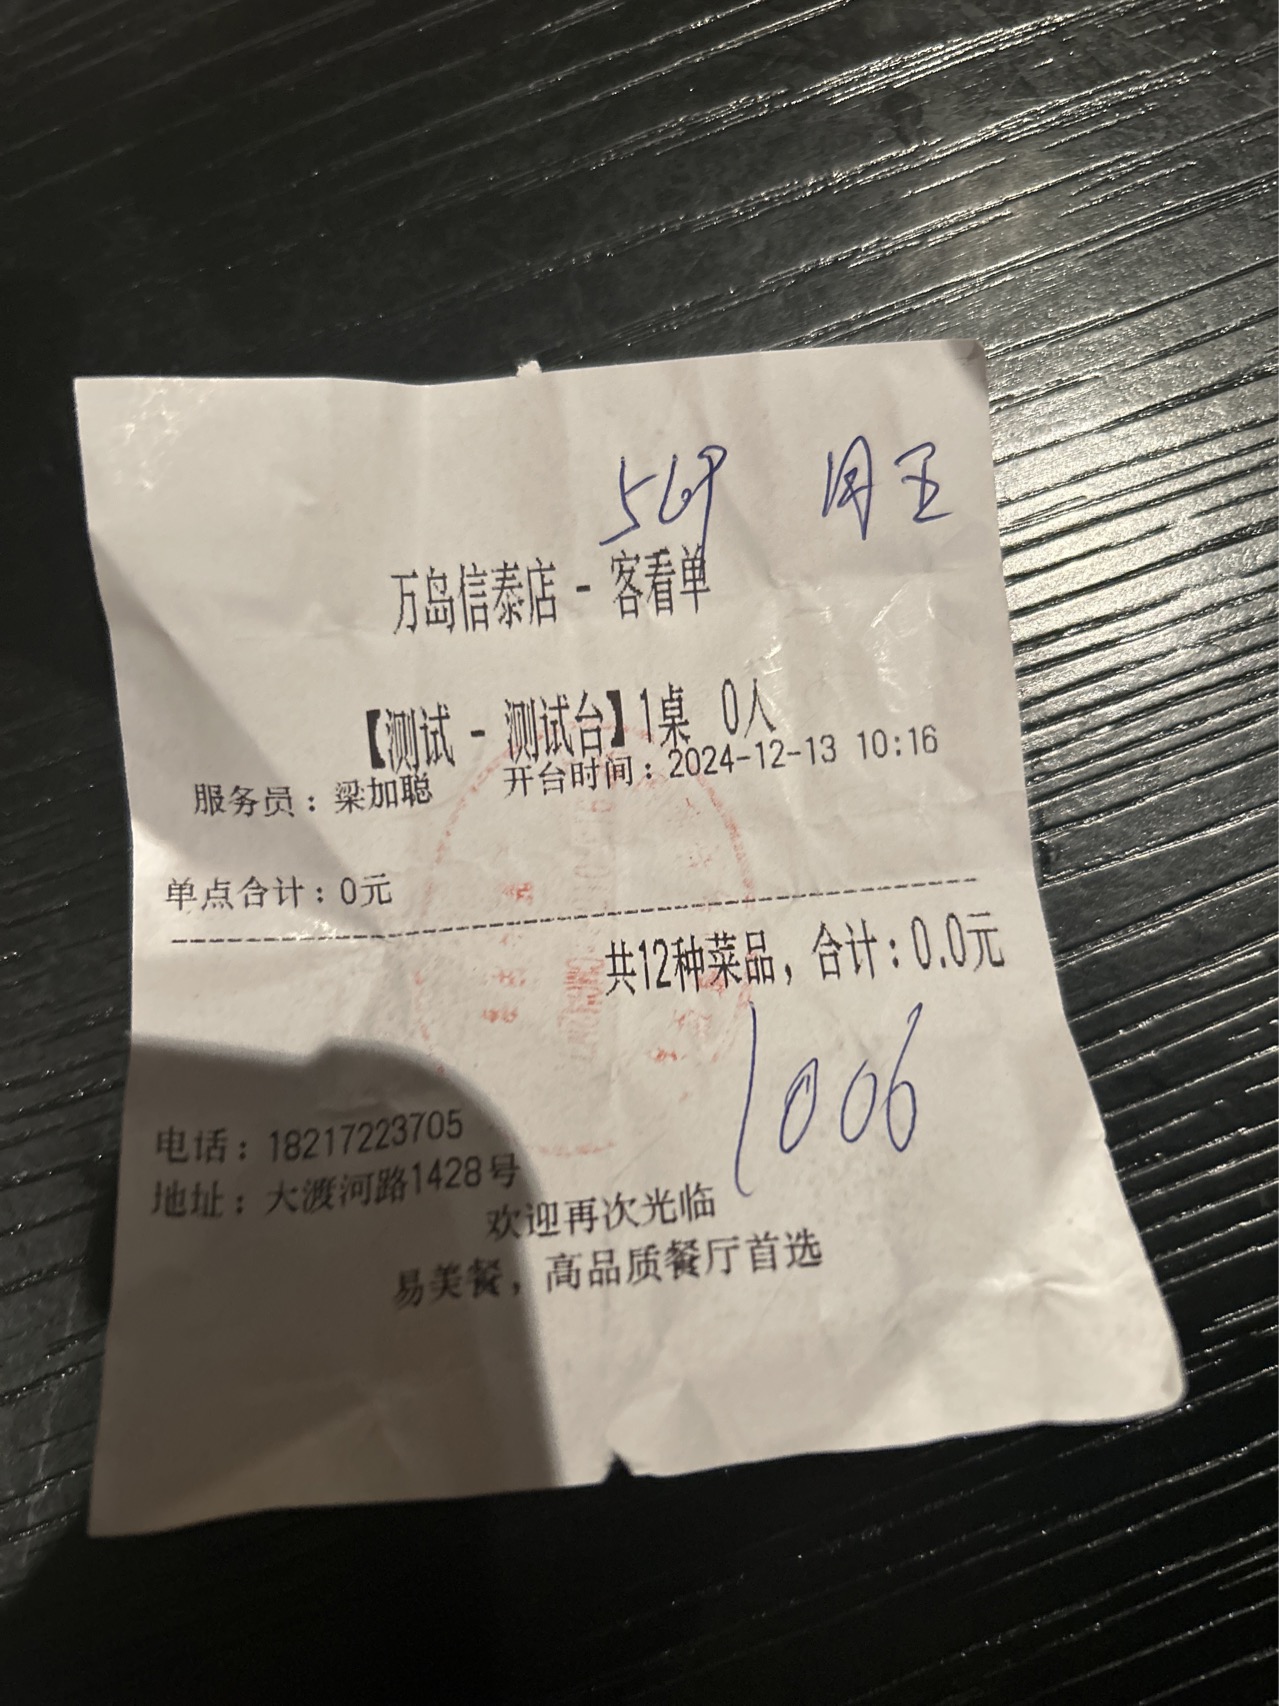 万岛信泰店 - 客看单
【测试 - 测试台】1桌 0人
服务员：梁加聪 开台时间：2024-12-13 10:16
单点合计：0元
共12种菜品，合计：0.0元
1006
电话：18217223705
地址：大渡河路1428号
欢迎再次光临
易美餐，高品质餐厅首选